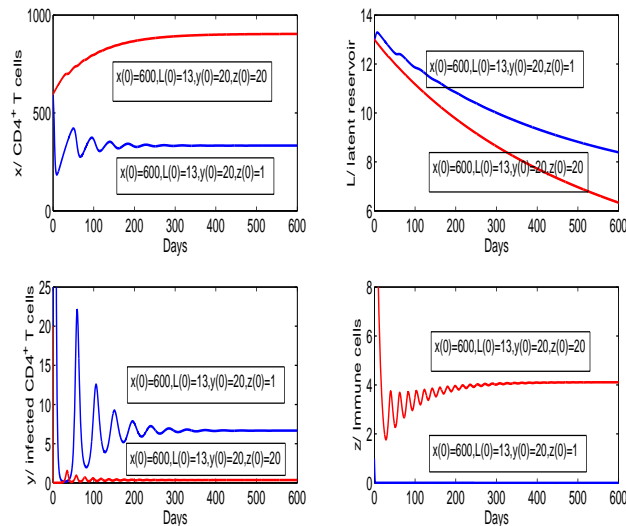 1000
500
0
x/ CD4+ T cells
x(0)=600,L(0)=13,y(0)=20,z(0)=20
x(0)=600,L(0)=13,y(0)=20,z(0)=1
0 100 200 300 400 500 600
Days
14
12
10
8
6
L/ latent reservoir
x(0)=600,L(0)=13,y(0)=20,z(0)=1
x(0)=600,L(0)=13,y(0)=20,z(0)=20
0 100 200 300 400 500 600
Days
25
20
15
10
5
0
y/ Infected CD4+ T cells
x(0)=600,L(0)=13,y(0)=20,z(0)=1
x(0)=600,L(0)=13,y(0)=20,z(0)=20
0 100 200 300 400 500 600
Days
8
6
4
2
0
z/ Immune cells
x(0)=600,L(0)=13,y(0)=20,z(0)=20
x(0)=600,L(0)=13,y(0)=20,z(0)=1
0 100 200 300 400 500 600
Days